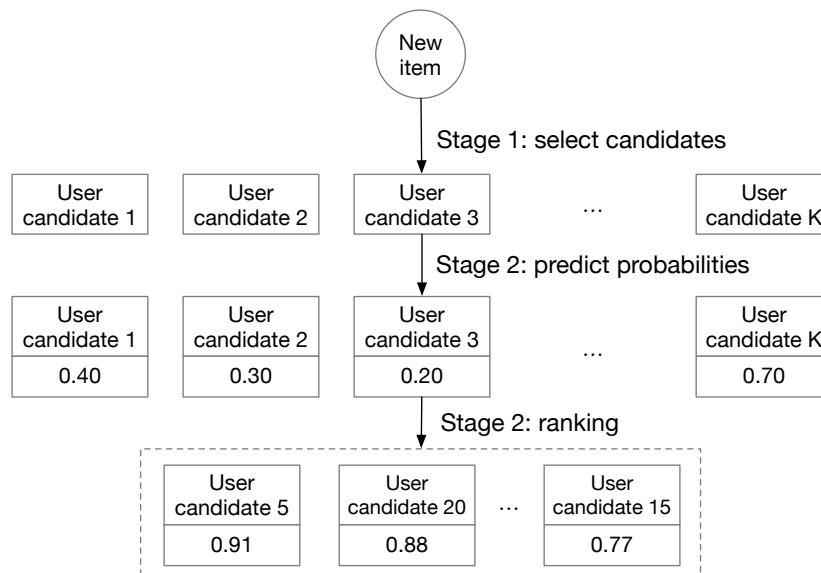 New
item
Stage 1: select candidates
User
candidate 1
User
candidate 2
User
candidate 3
...
User
candidate K
Stage 2: predict probabilities
User
candidate 1
User
candidate 2
User
candidate 3
...
User
candidate K
0.40
0.30
0.20
0.70
Stage 2: ranking
User
candidate 5
User
candidate 20
...
User
candidate 15
0.91
0.88
0.77